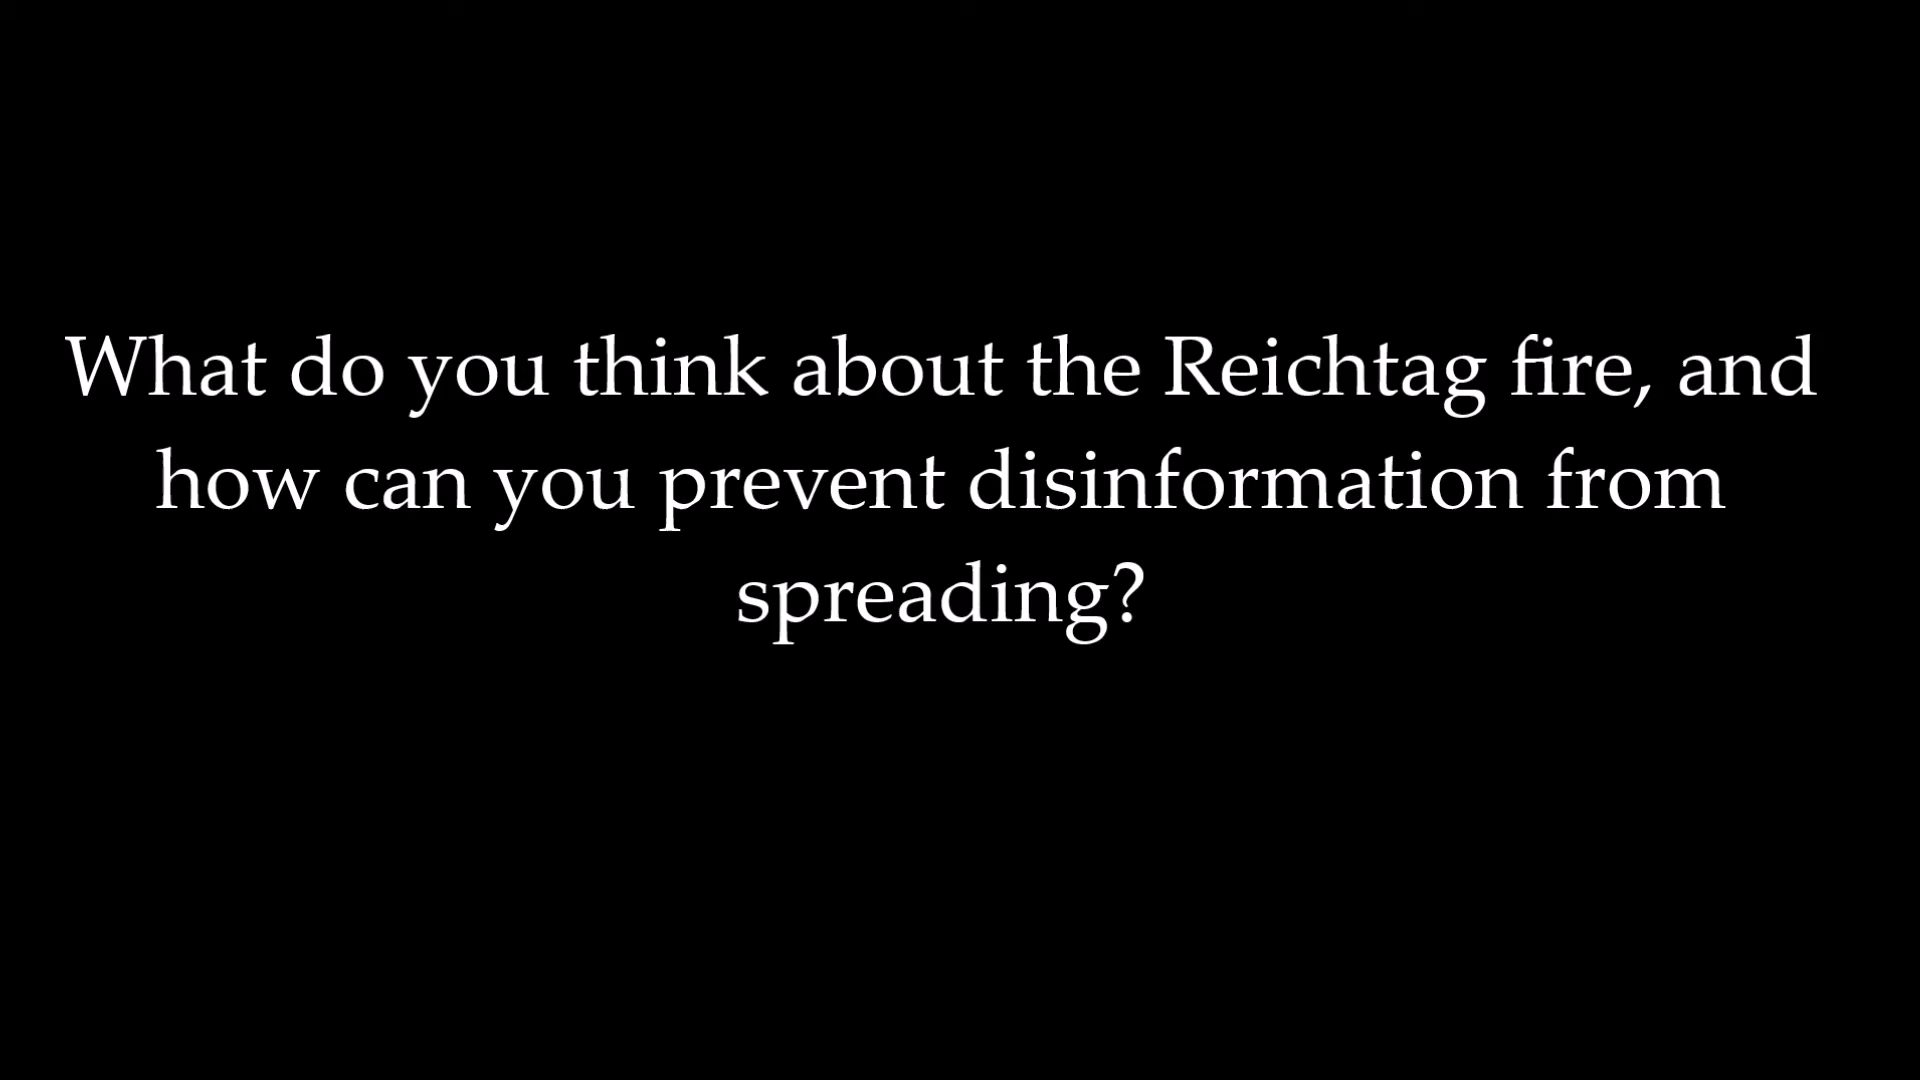 What do you think about the Reichtag fire, and
how can you prevent disinformation from
spreading?